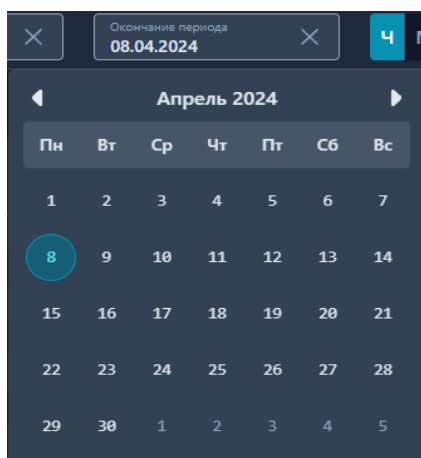 Окончание периода
08.04.2024
Ч
Апрель 2024
Пн Вт Ср Чт Пт Сб Вс
1 2 3 4 5 6 7
8 9 10 11 12 13 14
15 16 17 18 19 20 21
22 23 24 25 26 27 28
29 30 1 2 3 4 5